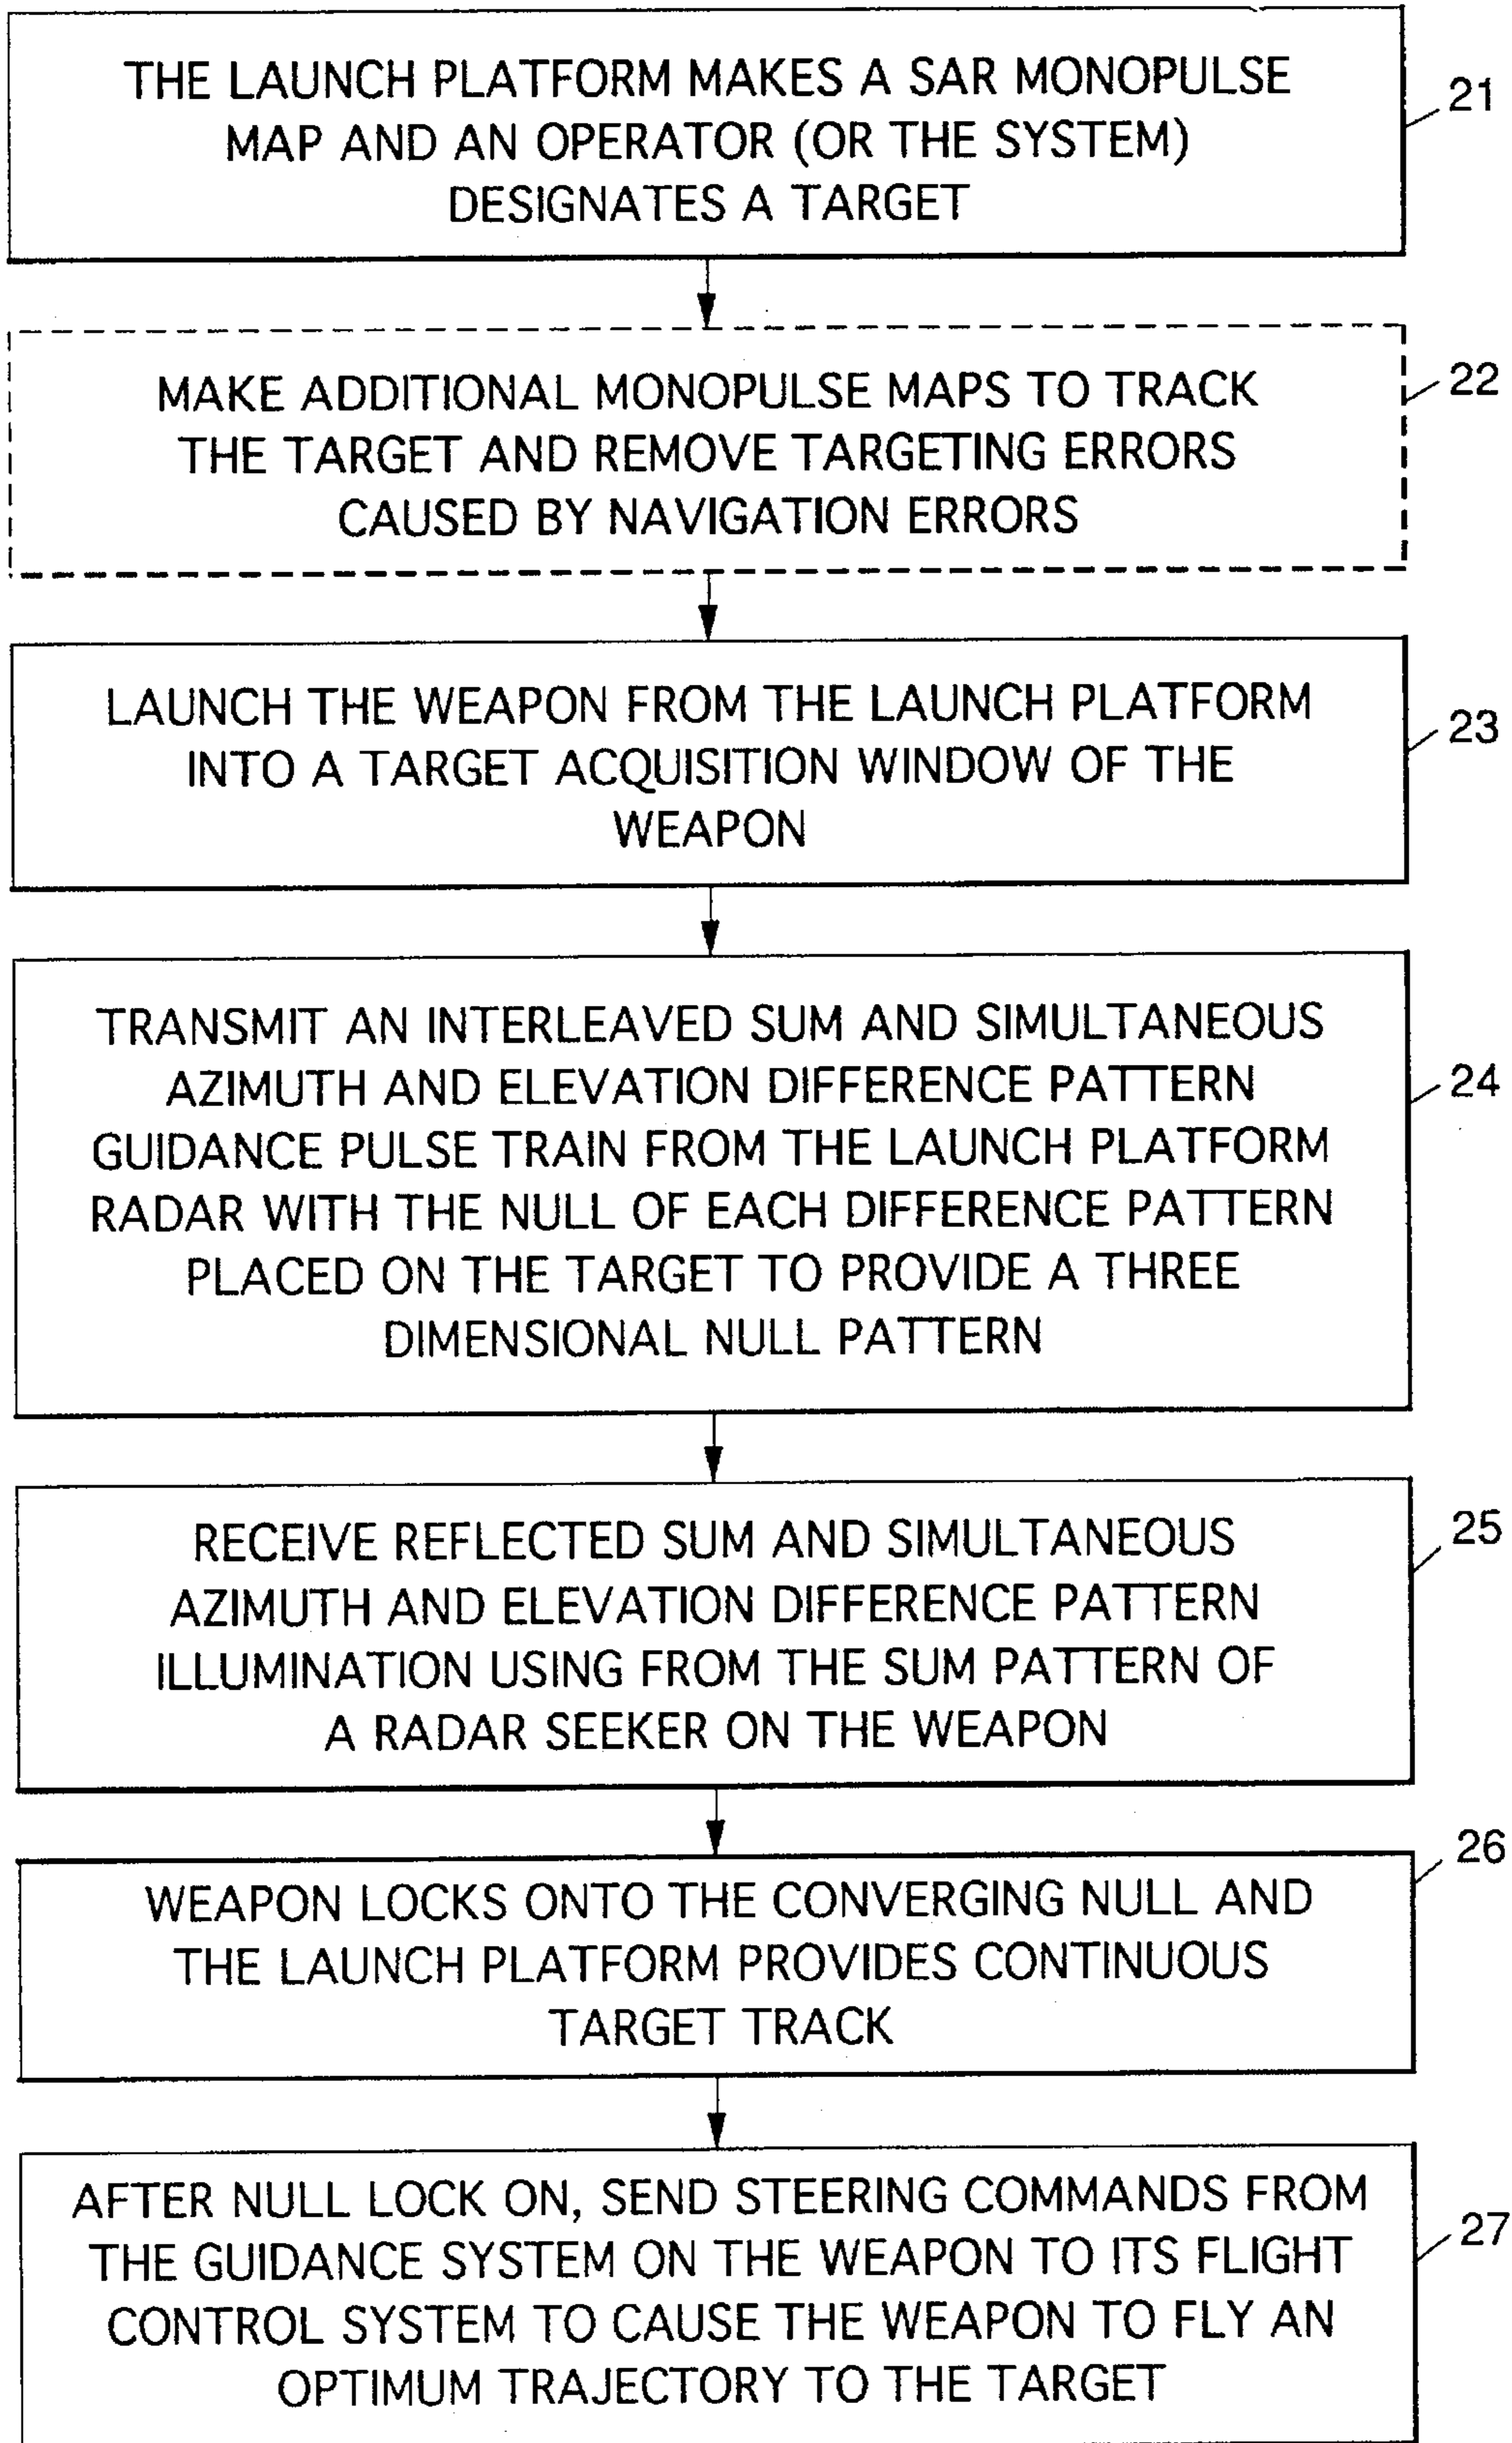 THE LAUNCH PLATFORM MAKES A SAR MONOPULSE
MAP AND AN OPERATOR (OR THE SYSTEM)
DESIGNATES A TARGET
21
MAKE ADDITIONAL MONOPULSE MAPS TO TRACK
THE TARGET AND REMOVE TARGETING ERRORS
CAUSED BY NAVIGATION ERRORS
22
LAUNCH THE WEAPON FROM THE LAUNCH PLATFORM
INTO A TARGET ACQUISITION WINDOW OF THE
WEAPON
23
TRANSMIT AN INTERLEAVED SUM AND SIMULTANEOUS
AZIMUTH AND ELEVATION DIFFERENCE PATTERN
GUIDANCE PULSE TRAIN FROM THE LAUNCH PLATFORM
RADAR WITH THE NULL OF EACH DIFFERENCE PATTERN
PLACED ON THE TARGET TO PROVIDE A THREE
DIMENSIONAL NULL PATTERN
24
RECEIVE REFLECTED SUM AND SIMULTANEOUS
AZIMUTH AND ELEVATION DIFFERENCE PATTERN
ILLUMINATION USING FROM THE SUM PATTERN OF
A RADAR SEEKER ON THE WEAPON
25
WEAPON LOCKS ONTO THE CONVERGING NULL AND
THE LAUNCH PLATFORM PROVIDES CONTINUOUS
TARGET TRACK
26
AFTER NULL LOCK ON, SEND STEERING COMMANDS FROM
THE GUIDANCE SYSTEM ON THE WEAPON TO ITS FLIGHT
CONTROL SYSTEM TO CAUSE THE WEAPON TO FLY AN
OPTIMUM TRAJECTORY TO THE TARGET
27